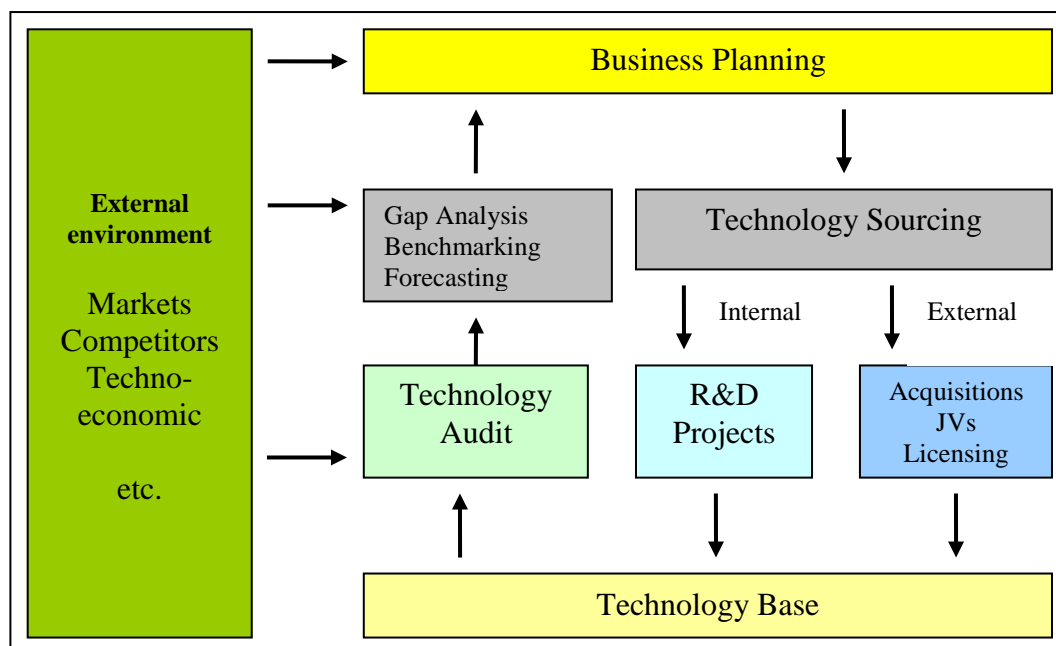 Business Planning
External
environment
Markets
Competitors
Techno-
economic
etc.
Gap Analysis
Benchmarking
Forecasting
Technology Sourcing
Internal
External
Technology
Audit
R&D
Projects
Acquisitions
JVs
Licensing
Technology Base